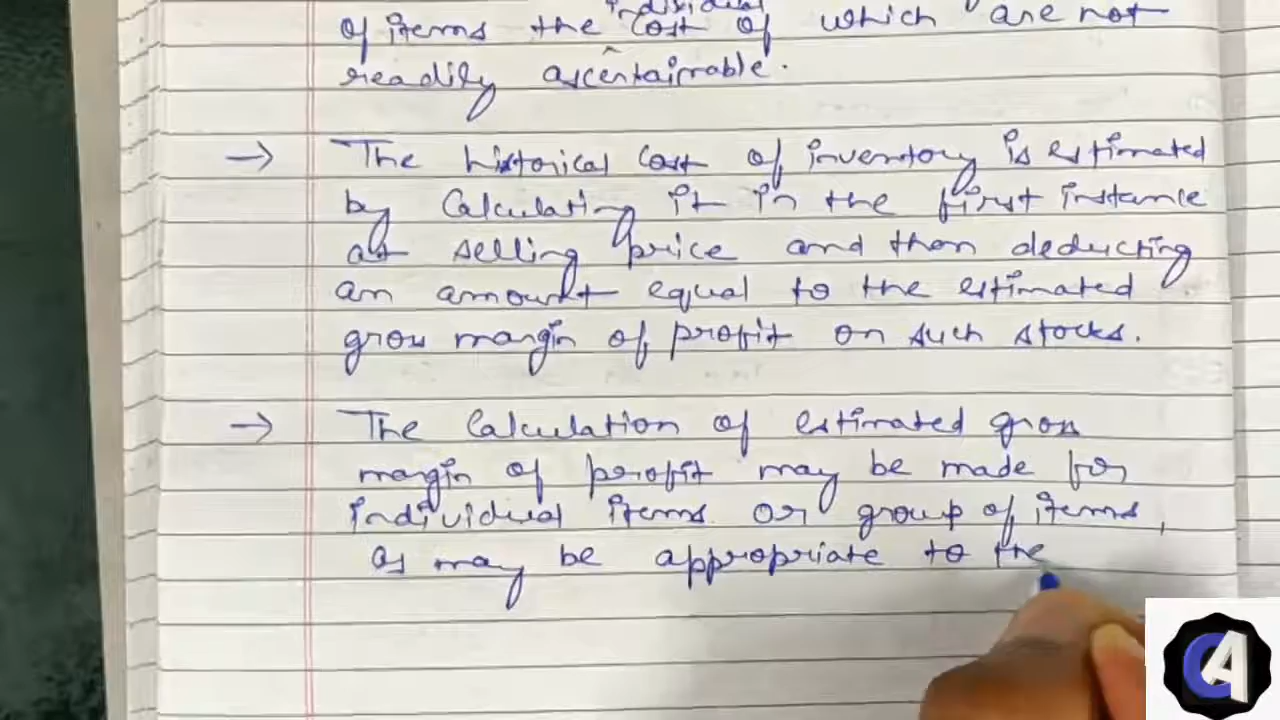 individual
of items the ^ cost of which are not
readily ascertainable.
→ The historical cost of inventory is estimated
by calculating it in the first instance
at selling price and then deducting
an amount equal to the estimated
gross margin of profit on such stocks.
→ The calculation of estimated gross
margin of profit may be made for
individual items or group of items,
as may be appropriate to the
CA